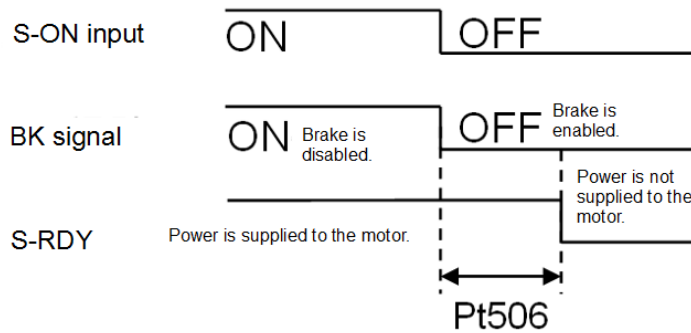 S-ON input
ON
OFF
BK signal
ON
Brake is
disabled.
OFF
Brake is
enabled.
S-RDY
Power is supplied to the motor.
Power is not
supplied to the
motor.
Pt506